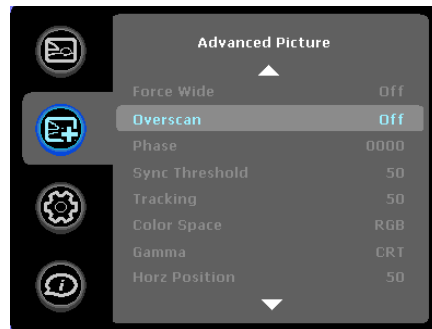 Advanced Picture
Force Wide Off
Overscan Off
Phase 0000
Sync Threshold 50
Tracking 50
Color Space RGB
Gamma CRT
Horz Position 50